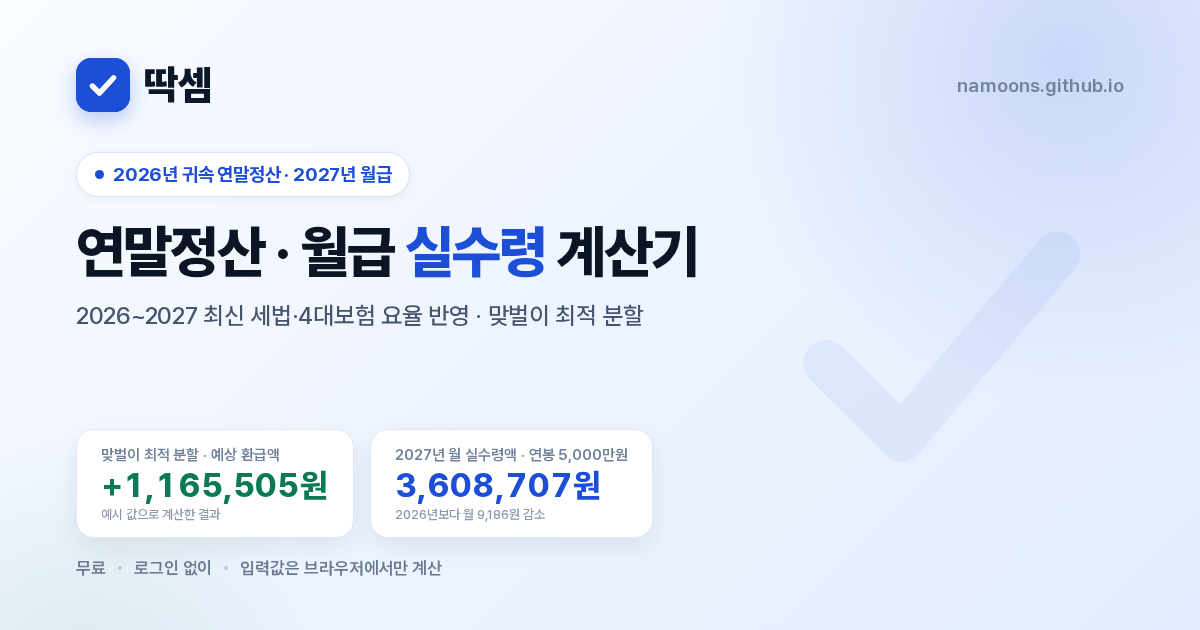 딱셈
namoons.github.io
2026년 귀속 연말정산 · 2027년 월급
연말정산 · 월급 실수령 계산기
2026~2027 최신 세법·4대보험 요율 반영 · 맞벌이 최적 분할
맞벌이 최적 분할 · 예상 환급액
+1,165,505원
예시 값으로 계산한 결과
2027년 월 실수령액 · 연봉 5,000만원
3,608,707원
2026년보다 월 9,186원 감소
무료 • 로그인 없이 • 입력값은 브라우저에서만 계산